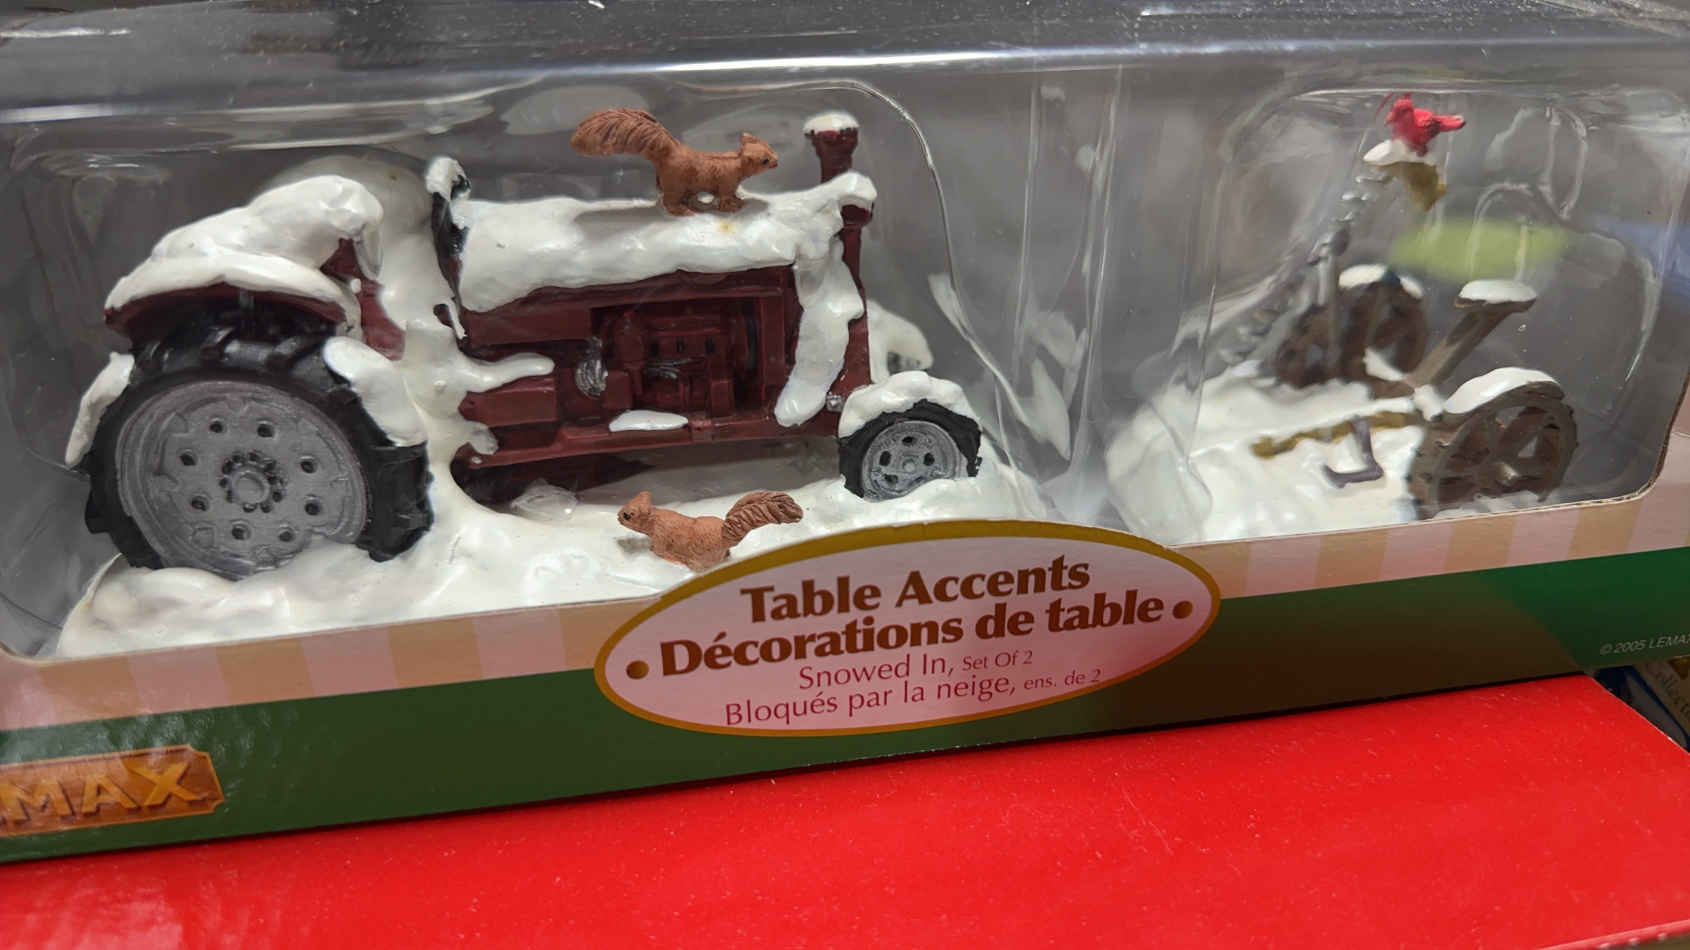 Table Accents
• Décorations de table •
Snowed In, Set Of 2
Bloqués par la neige, ens. de 2
© 2005 LEMA
MAX